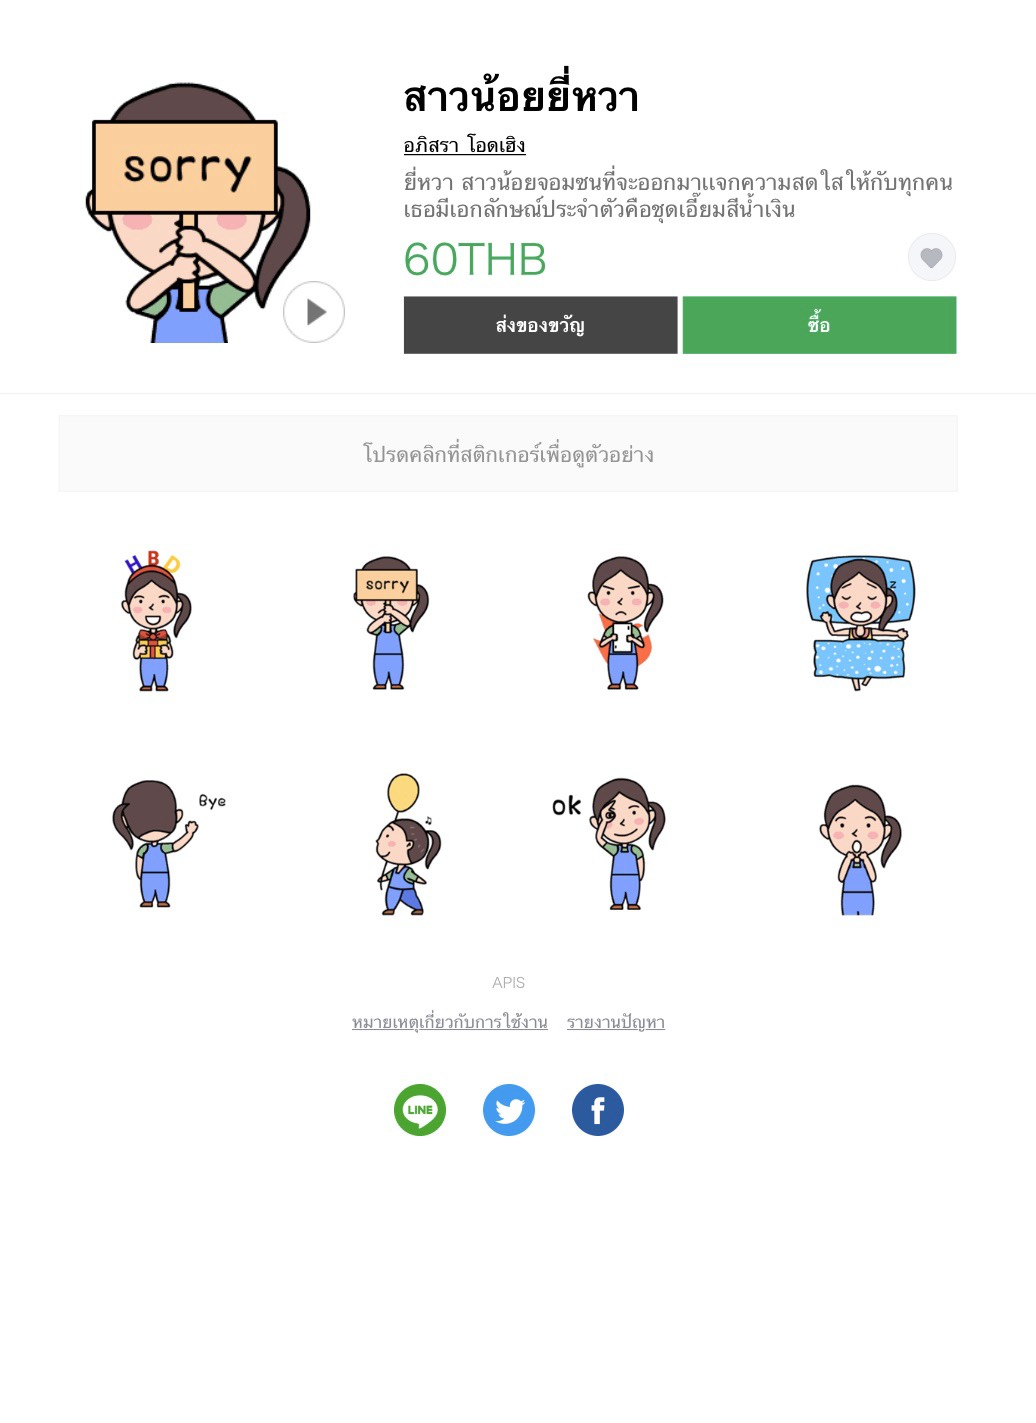 sorry
สาวน้อยยี่หวา
อภิสรา โอดเฮิง
ยี่หวา สาวน้อยจอมซนที่จะออกมาแจกความสดใสให้กับทุกคน
เธอมีเอกลักษณ์ประจำตัวคือชุดเอี๊ยมสีน้ำเงิน
60THB
ส่งของขวัญ
ซื้อ
โปรดคลิกที่สติกเกอร์เพื่อดูตัวอย่าง
HBD
sorry
z
Bye
ok
APIS
หมายเหตุเกี่ยวกับการใช้งาน
รายงานปัญหา
LINE